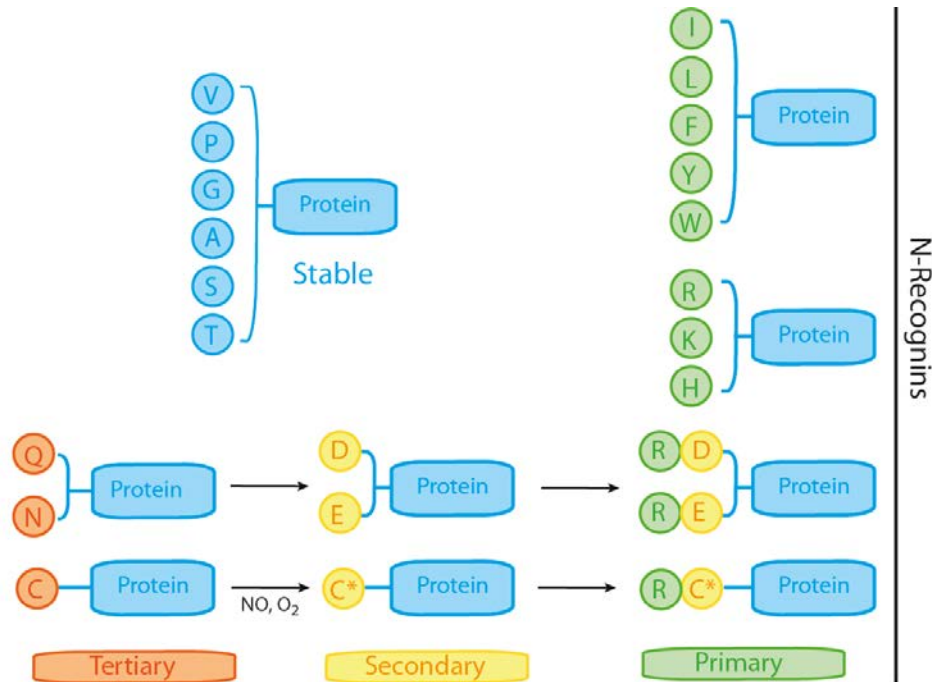 V
P
G
A
S
T
Protein
Stable
I
L
F
Y
W
Protein
R
K
H
Protein
N-Recognins
Q
N
Protein
D
E
Protein
R D
R E
Protein
C
Protein
NO, O2
C*
Protein
R C*
Protein
Tertiary
Secondary
Primary